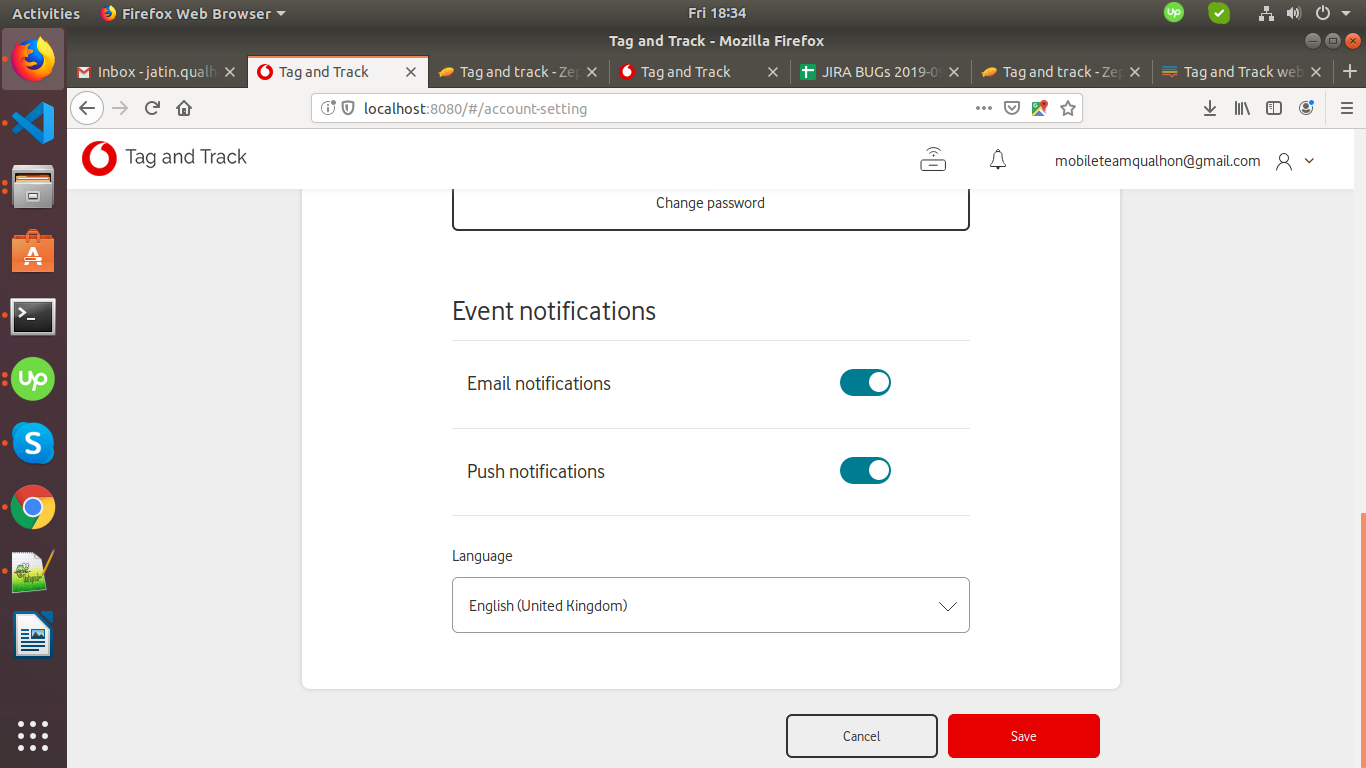 Activities
Firefox Web Browser
Fri 18:34
Tag and Track - Mozilla Firefox
Inbox - jatin.qualh
Tag and Track
Tag and track - Zep
Tag and Track
JIRA BUGs 2019-09
Tag and track - Zep
Tag and Track web
localhost:8080/#/account-setting
Tag and Track
mobileteamqualhon@gmail.com
Change password
Event notifications
Email notifications
Push notifications
Language
English (United Kingdom)
Cancel
Save